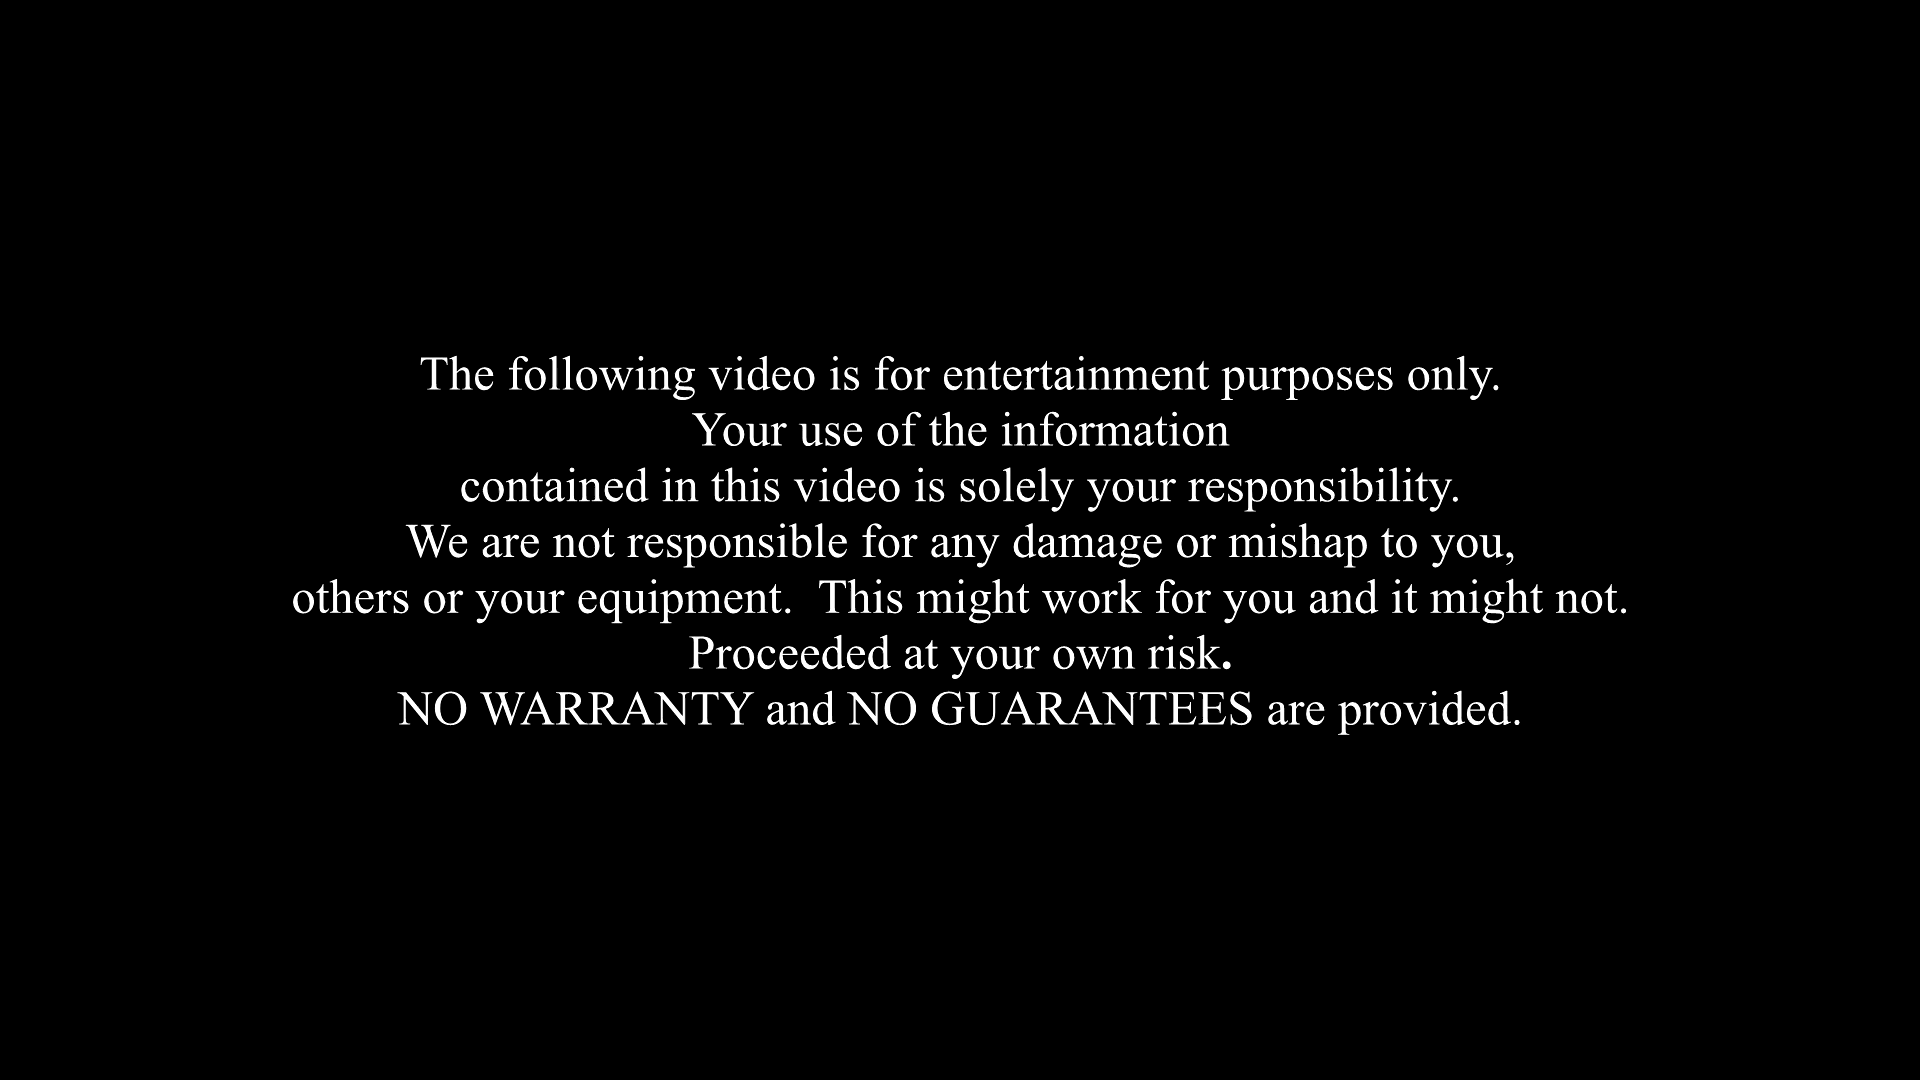 The following video is for entertainment purposes only.
Your use of the information
contained in this video is solely your responsibility.
We are not responsible for any damage or mishap to you,
others or your equipment.  This might work for you and it might not.
Proceeded at your own risk.
NO WARRANTY and NO GUARANTEES are provided.